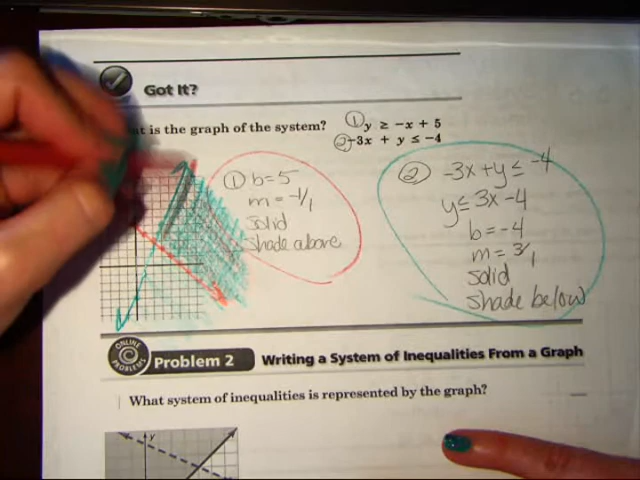 Got It?
at is the graph of the system?
① y ≥ -x + 5
② -3x + y ≤ -4
① b=5
m = -1/1
solid
shade above
② -3x+y ≤ -4
y ≤ 3x-4
b = -4
m = 3/1
solid
shade below
ONLINE PROBLEMS
Problem 2 Writing a System of Inequalities From a Graph
What system of inequalities is represented by the graph?
y